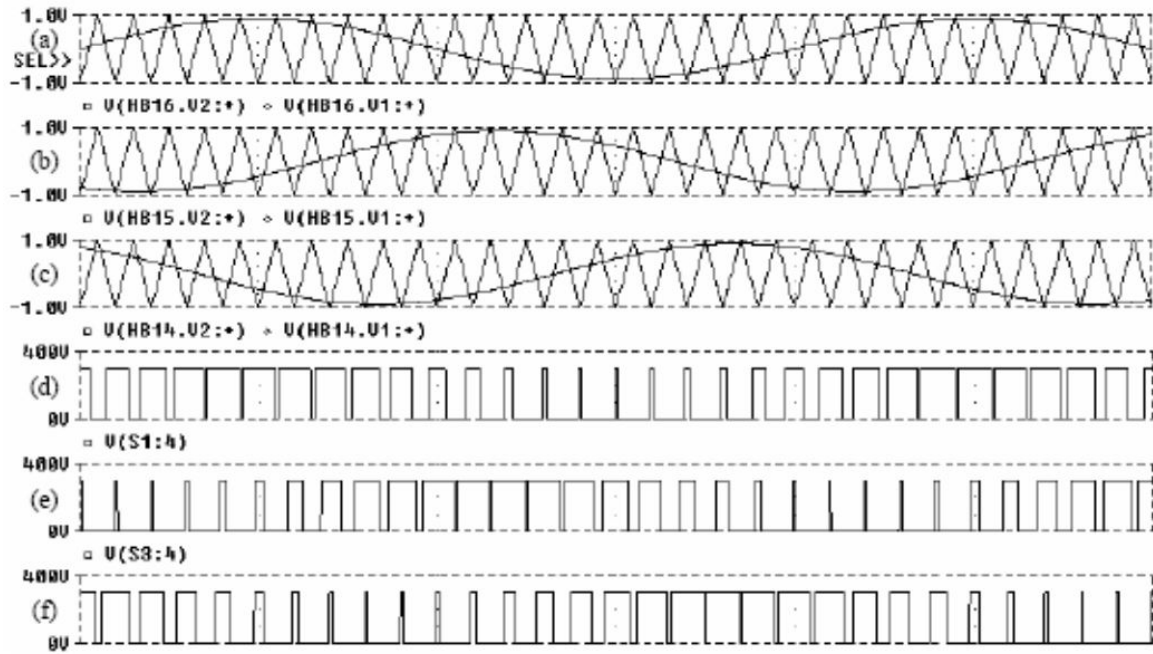 1.0V
(a)
SEL>>
-1.0V
▫ V(HB16.V2:+) ⋄ V(HB16.V1:+)
1.0V
(b)
-1.0V
▫ V(HB15.V2:+) ⋄ V(HB15.V1:+)
1.0V
(c)
-1.0V
▫ V(HB14.V2:+) ⋄ V(HB14.V1:+)
400V
(d)
0V
▫ V(S1:4)
400V
(e)
0V
▫ V(S3:4)
400V
(f)
0V